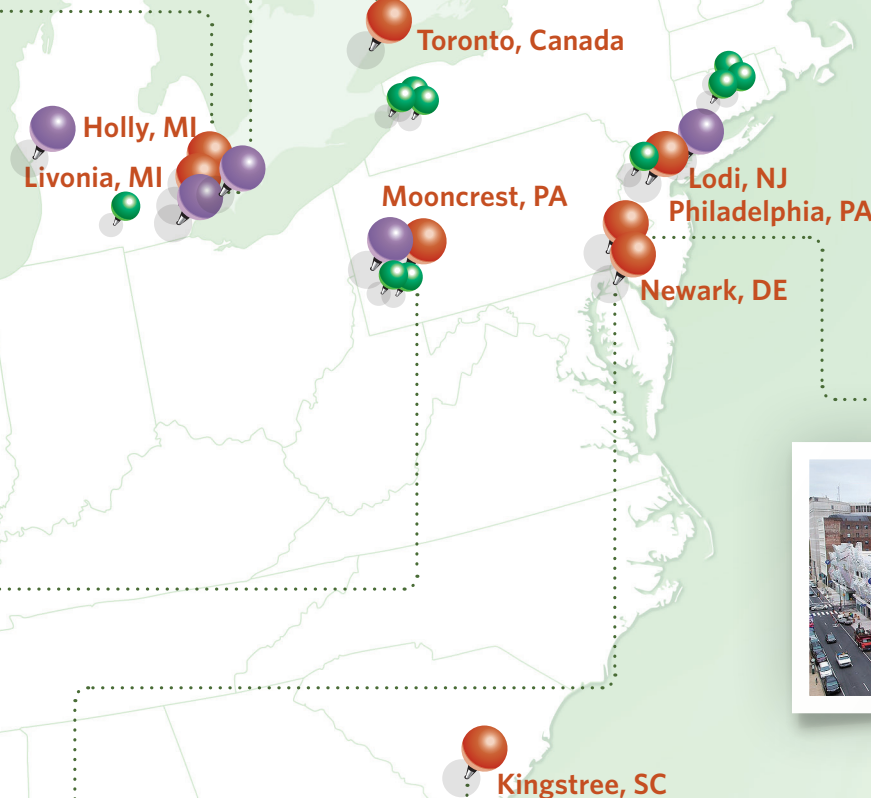 Toronto, Canada
Holly, MI
Livonia, MI
Mooncrest, PA
Lodi, NJ
Philadelphia, PA
Newark, DE
Kingstree, SC